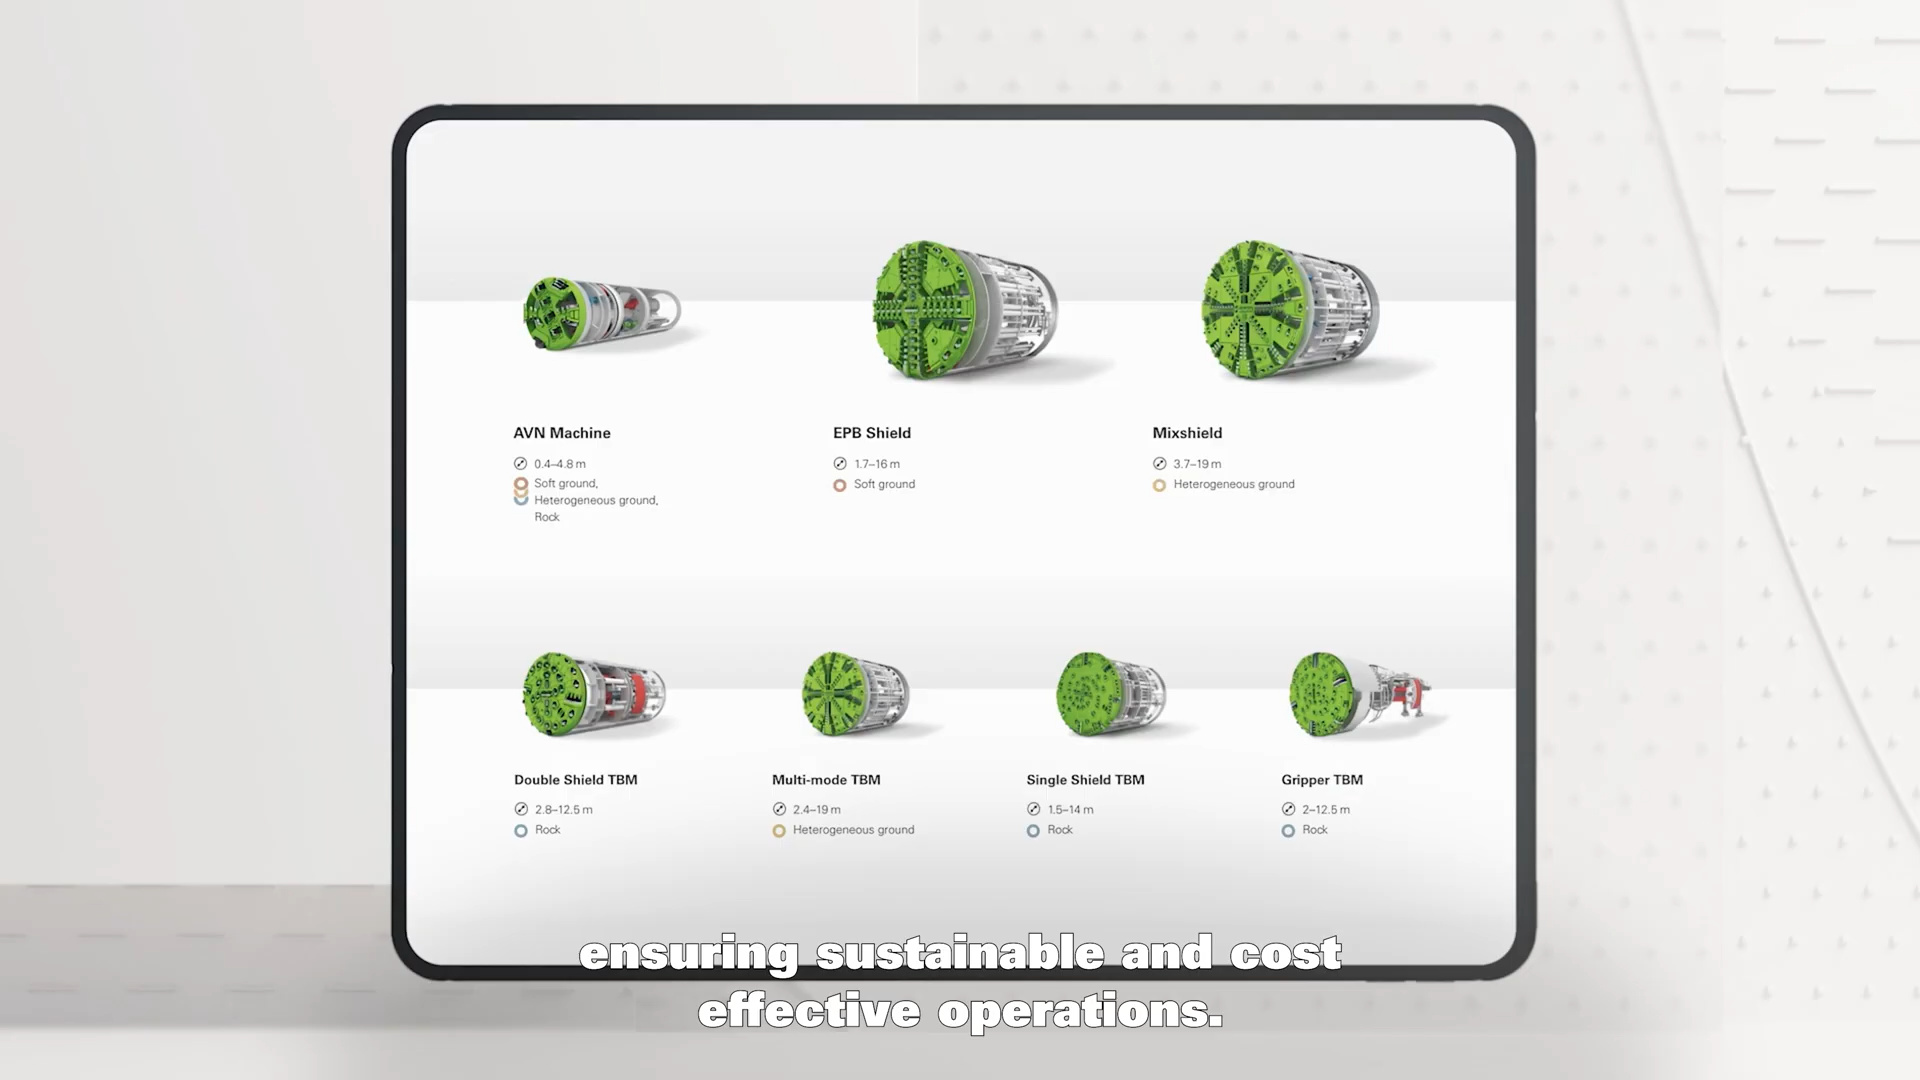 AVN Machine
0.4–4.8 m
Soft ground,
Heterogeneous ground,
Rock
EPB Shield
1.7–16 m
Soft ground
Mixshield
3.7–19 m
Heterogeneous ground
Double Shield TBM
2.8–12.5 m
Rock
Multi-mode TBM
2.4–19 m
Heterogeneous ground
Single Shield TBM
1.5–14 m
Rock
Gripper TBM
2–12.5 m
Rock
ensuring sustainable and cost
effective operations.